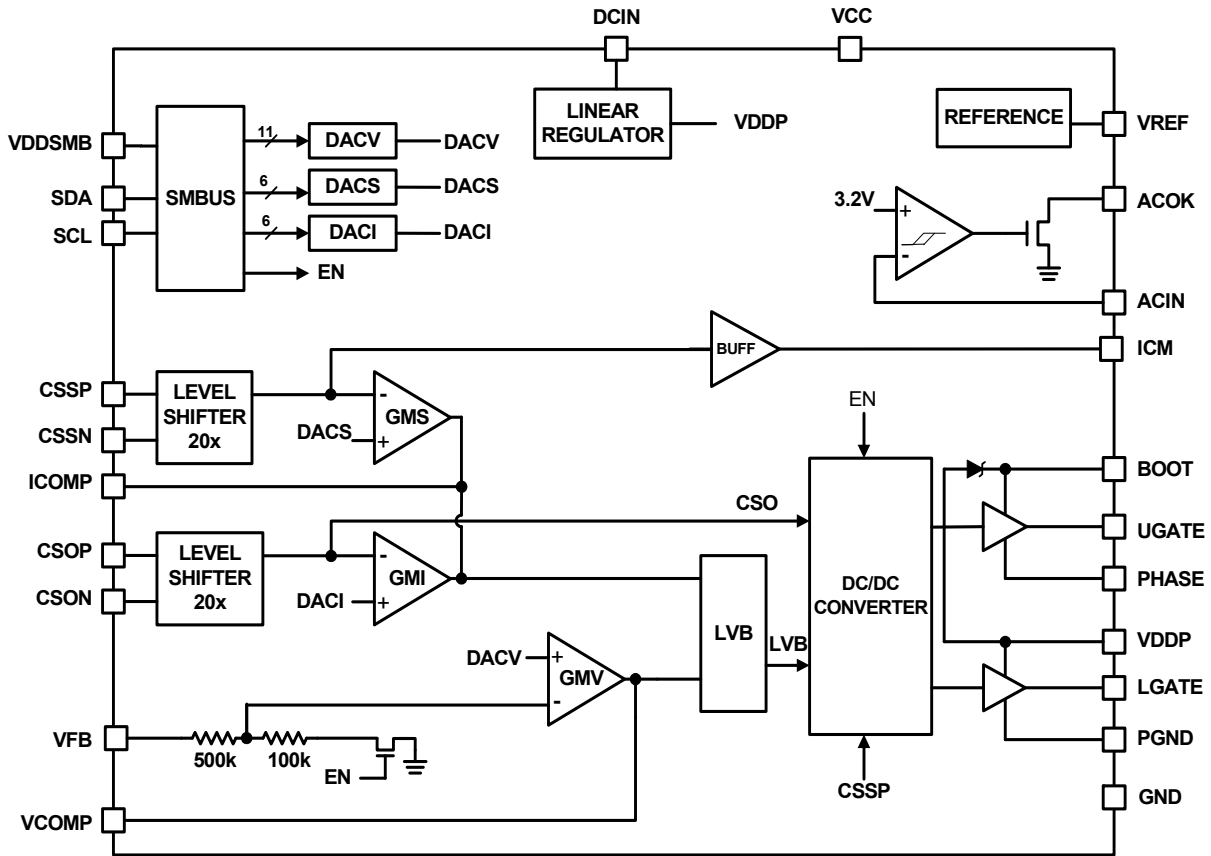 DCIN
VCC
VDDSMB
SDA
SCL
SMBUS
11
DACV
DACV
6
DACS
DACS
6
DACI
DACI
EN
LINEAR
REGULATOR
VDDP
REFERENCE
VREF
3.2V
+
-
ACOK
ACIN
BUFF
ICM
CSSP
CSSN
LEVEL
SHIFTER
20x
-
GMS
DACS
+
ICOMP
CSOP
CSON
LEVEL
SHIFTER
20x
-
GMI
DACI
+
CSO
EN
DC/DC
CONVERTER
LVB
LVB
CSSP
DACV
+
GMV
-
VFB
500k
100k
EN
VCOMP
BOOT
UGATE
PHASE
VDDP
LGATE
PGND
GND